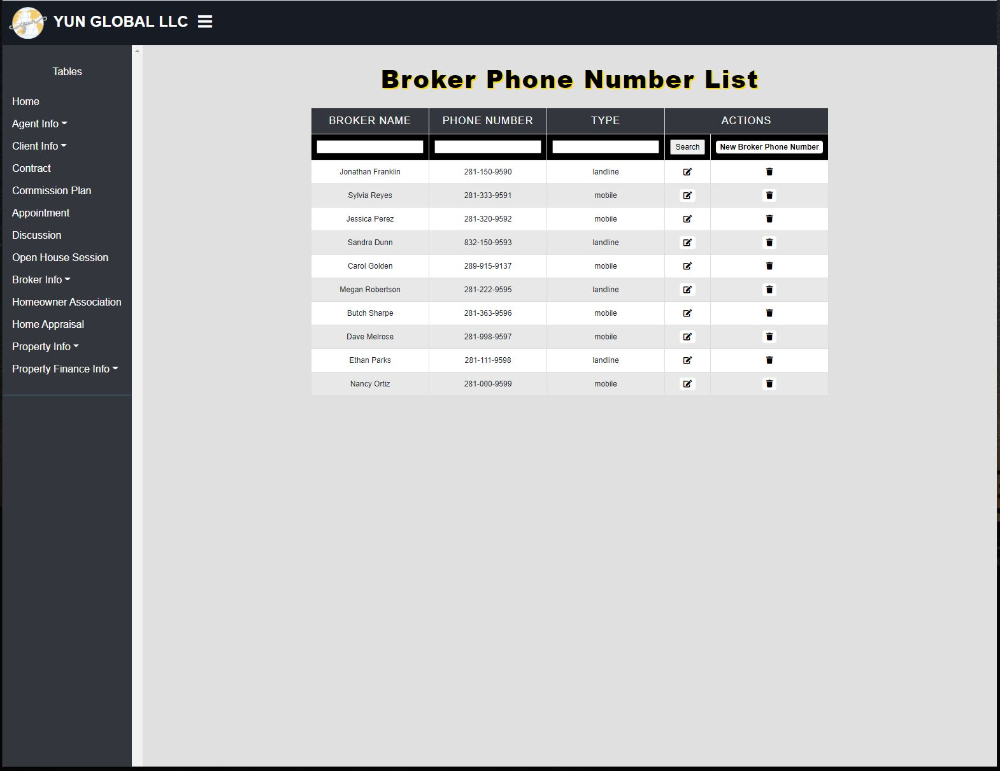 YUN GLOBAL LLC
Tables
Home
Agent Info
Client Info
Contract
Commission Plan
Appointment
Discussion
Open House Session
Broker Info
Homeowner Association
Home Appraisal
Property Info
Property Finance Info
Broker Phone Number List
BROKER NAME PHONE NUMBER TYPE ACTIONS
Search New Broker Phone Number
Jonathan Franklin 281-150-9590 landline
Sylvia Reyes 281-333-9591 mobile
Jessica Perez 281-320-9592 mobile
Sandra Dunn 832-150-9593 landline
Carol Golden 289-915-9137 mobile
Megan Robertson 281-222-9595 landline
Butch Sharpe 281-363-9596 mobile
Dave Melrose 281-998-9597 mobile
Ethan Parks 281-111-9598 landline
Nancy Ortiz 281-000-9599 mobile